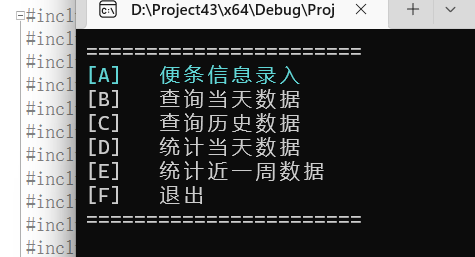 D:\Project43\x64\Debug\Proj
#incl
#incl
#incl
#incl
#incl
#incl
#incl
#incl
#incl
#incl
#incl
=======================
[A] 便条信息录入
[B] 查询当天数据
[C] 查询历史数据
[D] 统计当天数据
[E] 统计近一周数据
[F] 退出
=======================